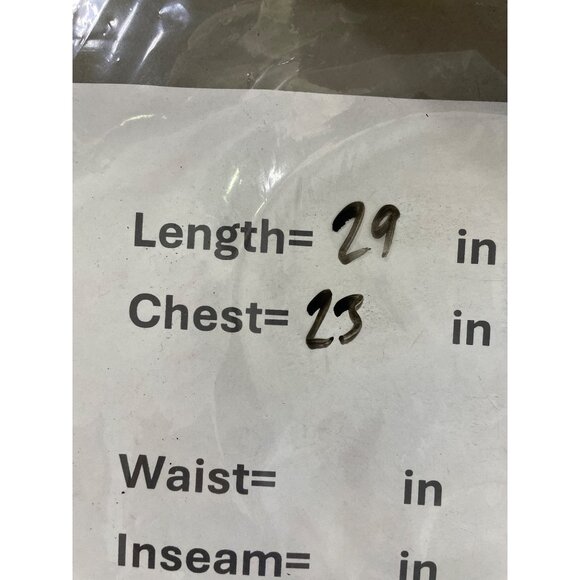 Length= 29 in
Chest= 23 in
Waist= in
Inseam= in